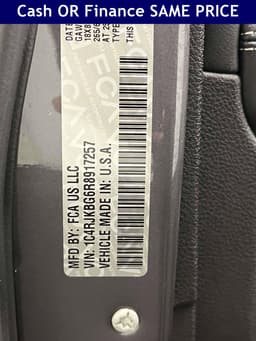 Cash OR Finance SAME PRICE
MFD BY: FCA US LLC
VIN: 1C4RJKBG6R8917257
VEHICLE MADE IN: U.S.A.